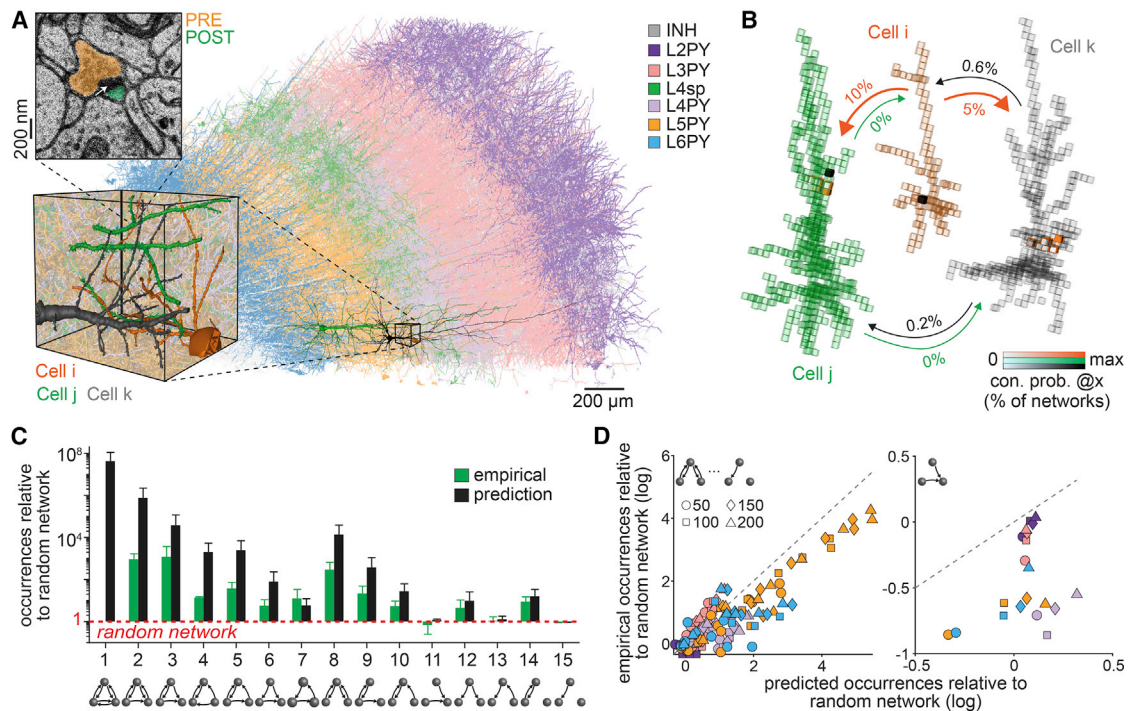 A
PRE
POST
200 nm
Cell i
Cell j Cell k
200 µm
INH
L2PY
L3PY
L4sp
L4PY
L5PY
L6PY
B
Cell i
Cell k
10%
0%
0.6%
5%
0.2%
0%
Cell j
0 max
con. prob. @x
(% of networks)
C
occurrences relative
to random network
10⁸
10⁴
1
random network
empirical
prediction
1 2 3 4 5 6 7 8 9 10 11 12 13 14 15
D
empirical occurrences relative
to random network (log)
6
4
2
0
...
50 150
100 200
0 2 4
0.5
0
-0.5
-1
-0.5 0 0.5
predicted occurrences relative to
random network (log)